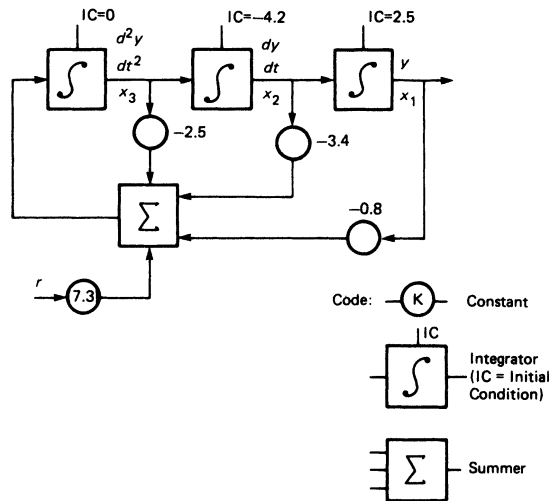 IC=0
IC=−4.2
IC=2.5
d²y
dy
y
dt²
dt
x₃
x₂
x₁
∫
∫
∫
−2.5
−3.4
−0.8
Σ
r
7.3
Code:
K
Constant
IC
∫
Integrator
(IC = Initial
Condition)
Σ
Summer